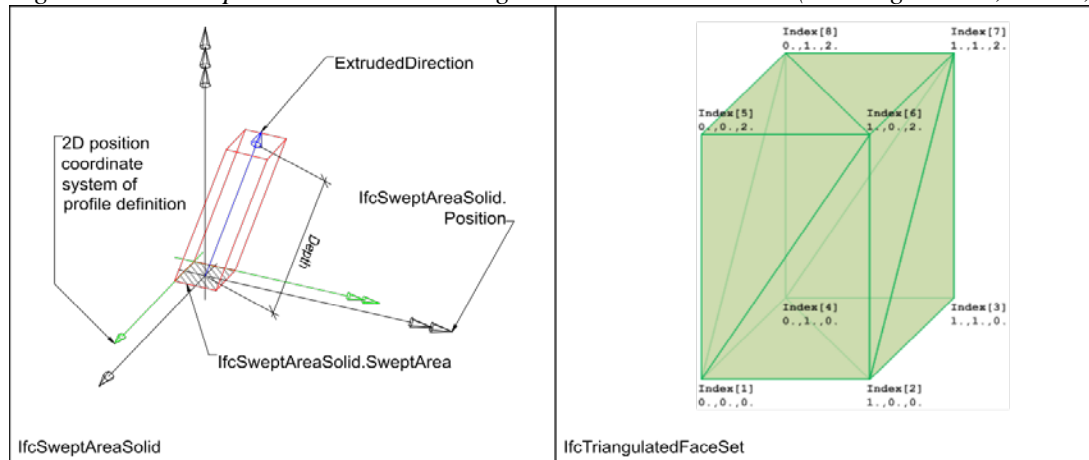 ExtrudedDirection
2D position
coordinate
system of
profile definition
IfcSweptAreaSolid.
Position
Depth
IfcSweptAreaSolid.SweptArea
IfcSweptAreaSolid
Index[8]
0.,1.,2.
Index[7]
1.,1.,2.
Index[5]
0.,0.,2.
Index[6]
1.,0.,2.
Index[4]
0.,1.,0.
Index[3]
1.,1.,0.
Index[1]
0.,0.,0.
Index[2]
1.,0.,0.
IfcTriangulatedFaceSet